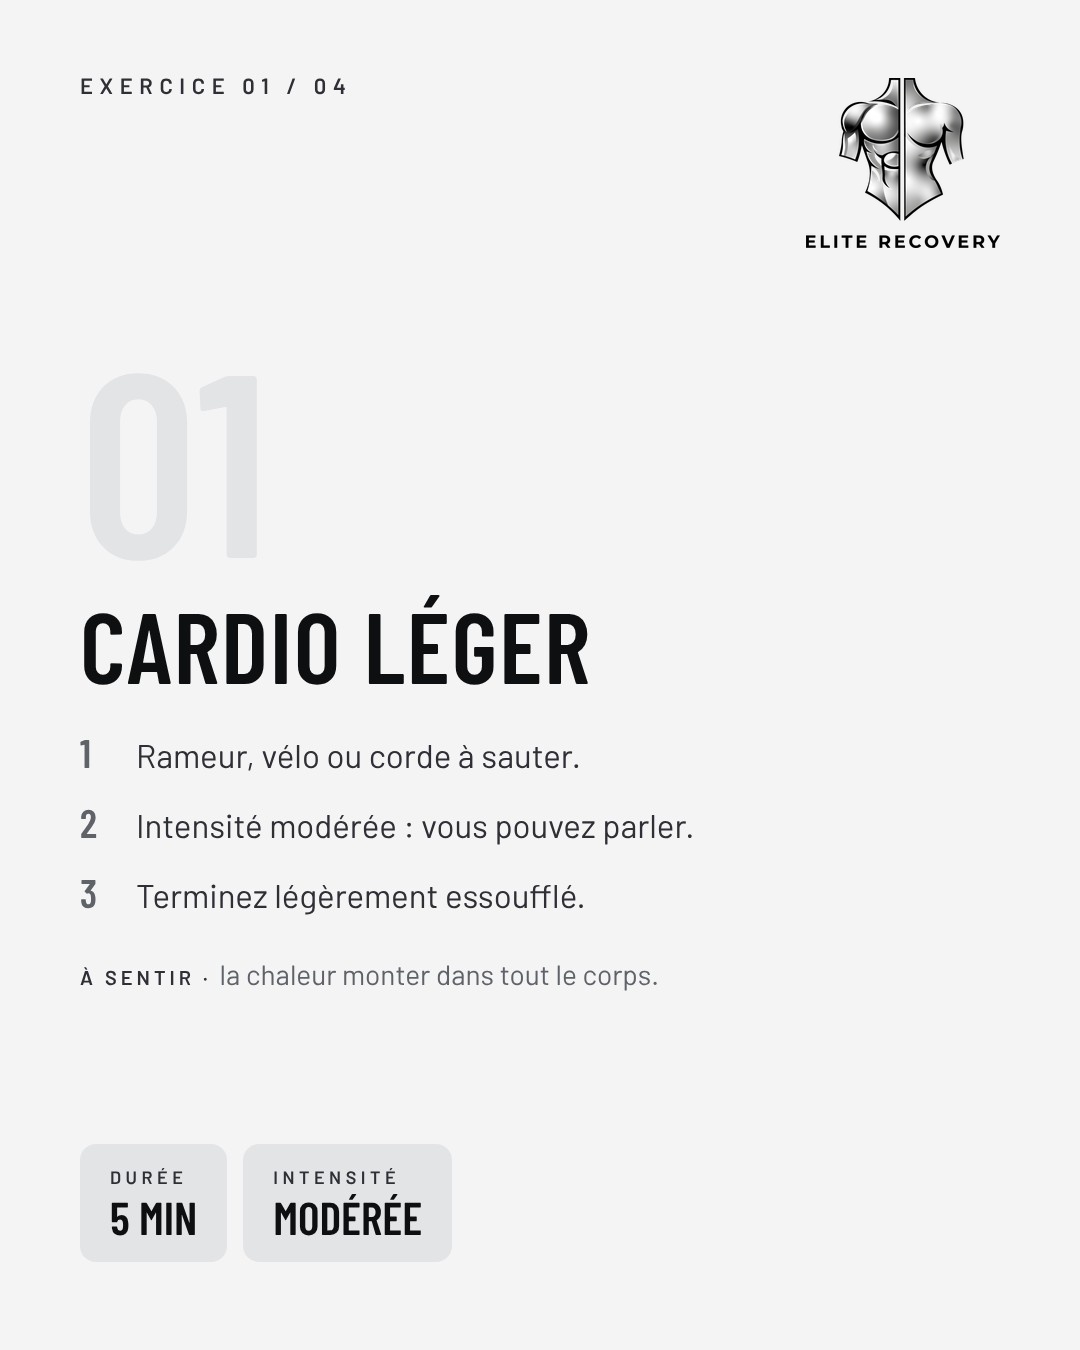 EXERCICE 01 / 04
ELITE RECOVERY
01
CARDIO LÉGER
1 Rameur, vélo ou corde à sauter.
2 Intensité modérée : vous pouvez parler.
3 Terminez légèrement essoufflé.
À SENTIR · la chaleur monter dans tout le corps.
DURÉE
5 MIN
INTENSITÉ
MODÉRÉE